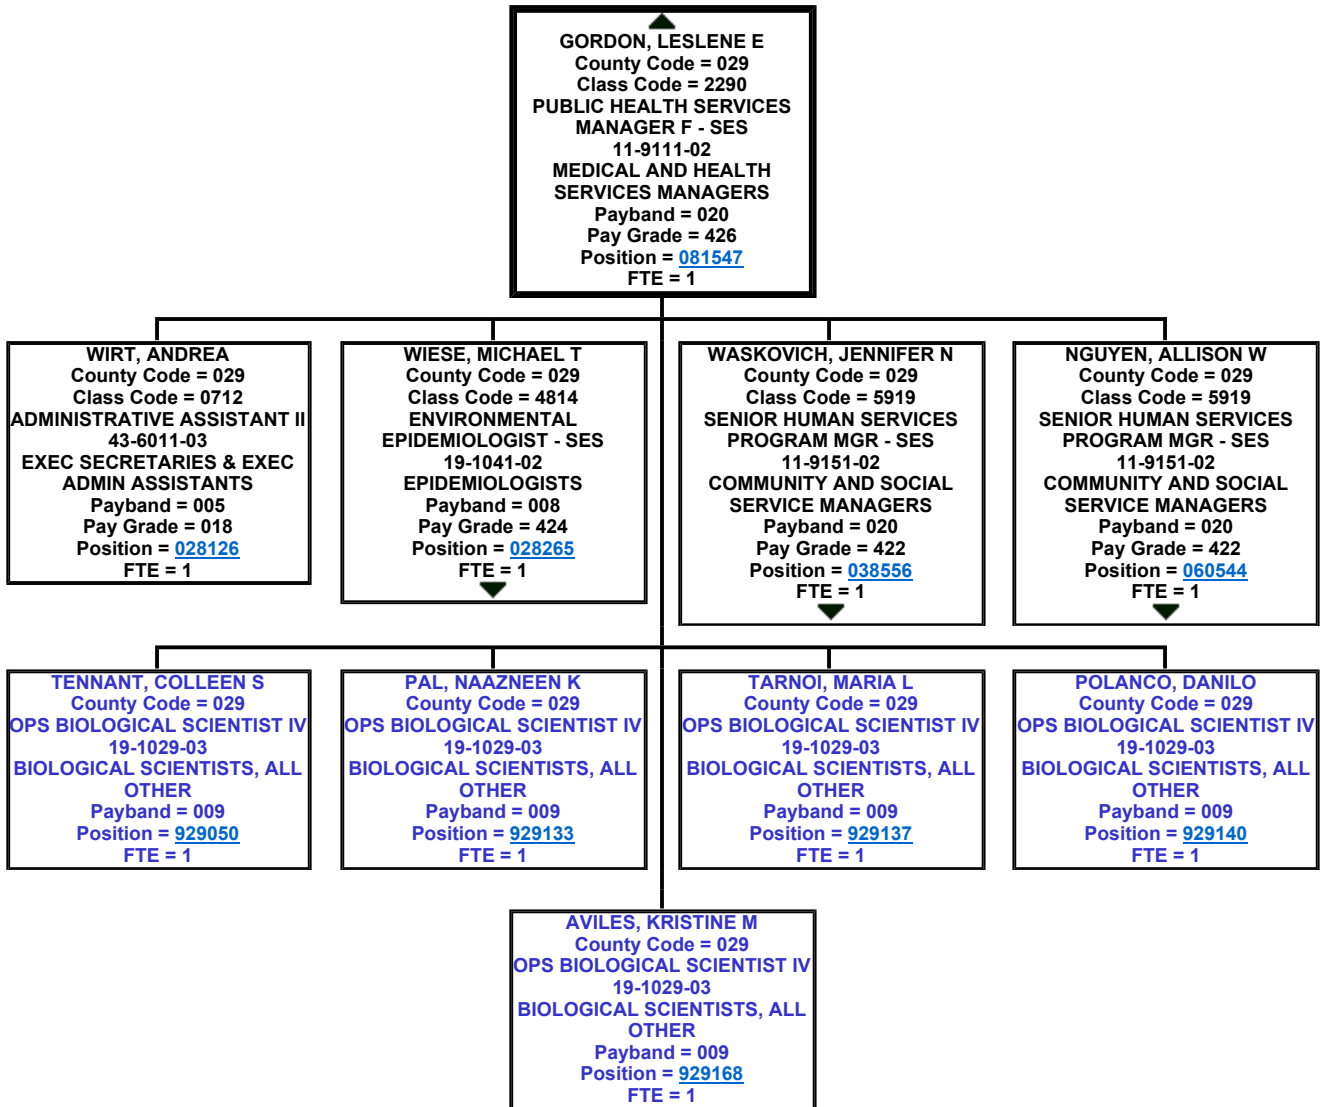 GORDON, LESLENE E
County Code = 029
Class Code = 2290
PUBLIC HEALTH SERVICES
MANAGER F - SES
11-9111-02
MEDICAL AND HEALTH
SERVICES MANAGERS
Payband = 020
Pay Grade = 426
Position = 081547
FTE = 1
WIRT, ANDREA
County Code = 029
Class Code = 0712
ADMINISTRATIVE ASSISTANT II
43-6011-03
EXEC SECRETARIES & EXEC
ADMIN ASSISTANTS
Payband = 005
Pay Grade = 018
Position = 028126
FTE = 1
WIESE, MICHAEL T
County Code = 029
Class Code = 4814
ENVIRONMENTAL
EPIDEMIOLOGIST - SES
19-1041-02
EPIDEMIOLOGISTS
Payband = 008
Pay Grade = 424
Position = 028265
FTE = 1
WASKOVICH, JENNIFER N
County Code = 029
Class Code = 5919
SENIOR HUMAN SERVICES
PROGRAM MGR - SES
11-9151-02
COMMUNITY AND SOCIAL
SERVICE MANAGERS
Payband = 020
Pay Grade = 422
Position = 038556
FTE = 1
NGUYEN, ALLISON W
County Code = 029
Class Code = 5919
SENIOR HUMAN SERVICES
PROGRAM MGR - SES
11-9151-02
COMMUNITY AND SOCIAL
SERVICE MANAGERS
Payband = 020
Pay Grade = 422
Position = 060544
FTE = 1
TENNANT, COLLEEN S
County Code = 029
OPS BIOLOGICAL SCIENTIST IV
19-1029-03
BIOLOGICAL SCIENTISTS, ALL
OTHER
Payband = 009
Position = 929050
FTE = 1
PAL, NAAZNEEN K
County Code = 029
OPS BIOLOGICAL SCIENTIST IV
19-1029-03
BIOLOGICAL SCIENTISTS, ALL
OTHER
Payband = 009
Position = 929133
FTE = 1
TARNOI, MARIA L
County Code = 029
OPS BIOLOGICAL SCIENTIST IV
19-1029-03
BIOLOGICAL SCIENTISTS, ALL
OTHER
Payband = 009
Position = 929137
FTE = 1
POLANCO, DANILO
County Code = 029
OPS BIOLOGICAL SCIENTIST IV
19-1029-03
BIOLOGICAL SCIENTISTS, ALL
OTHER
Payband = 009
Position = 929140
FTE = 1
AVILES, KRISTINE M
County Code = 029
OPS BIOLOGICAL SCIENTIST IV
19-1029-03
BIOLOGICAL SCIENTISTS, ALL
OTHER
Payband = 009
Position = 929168
FTE = 1